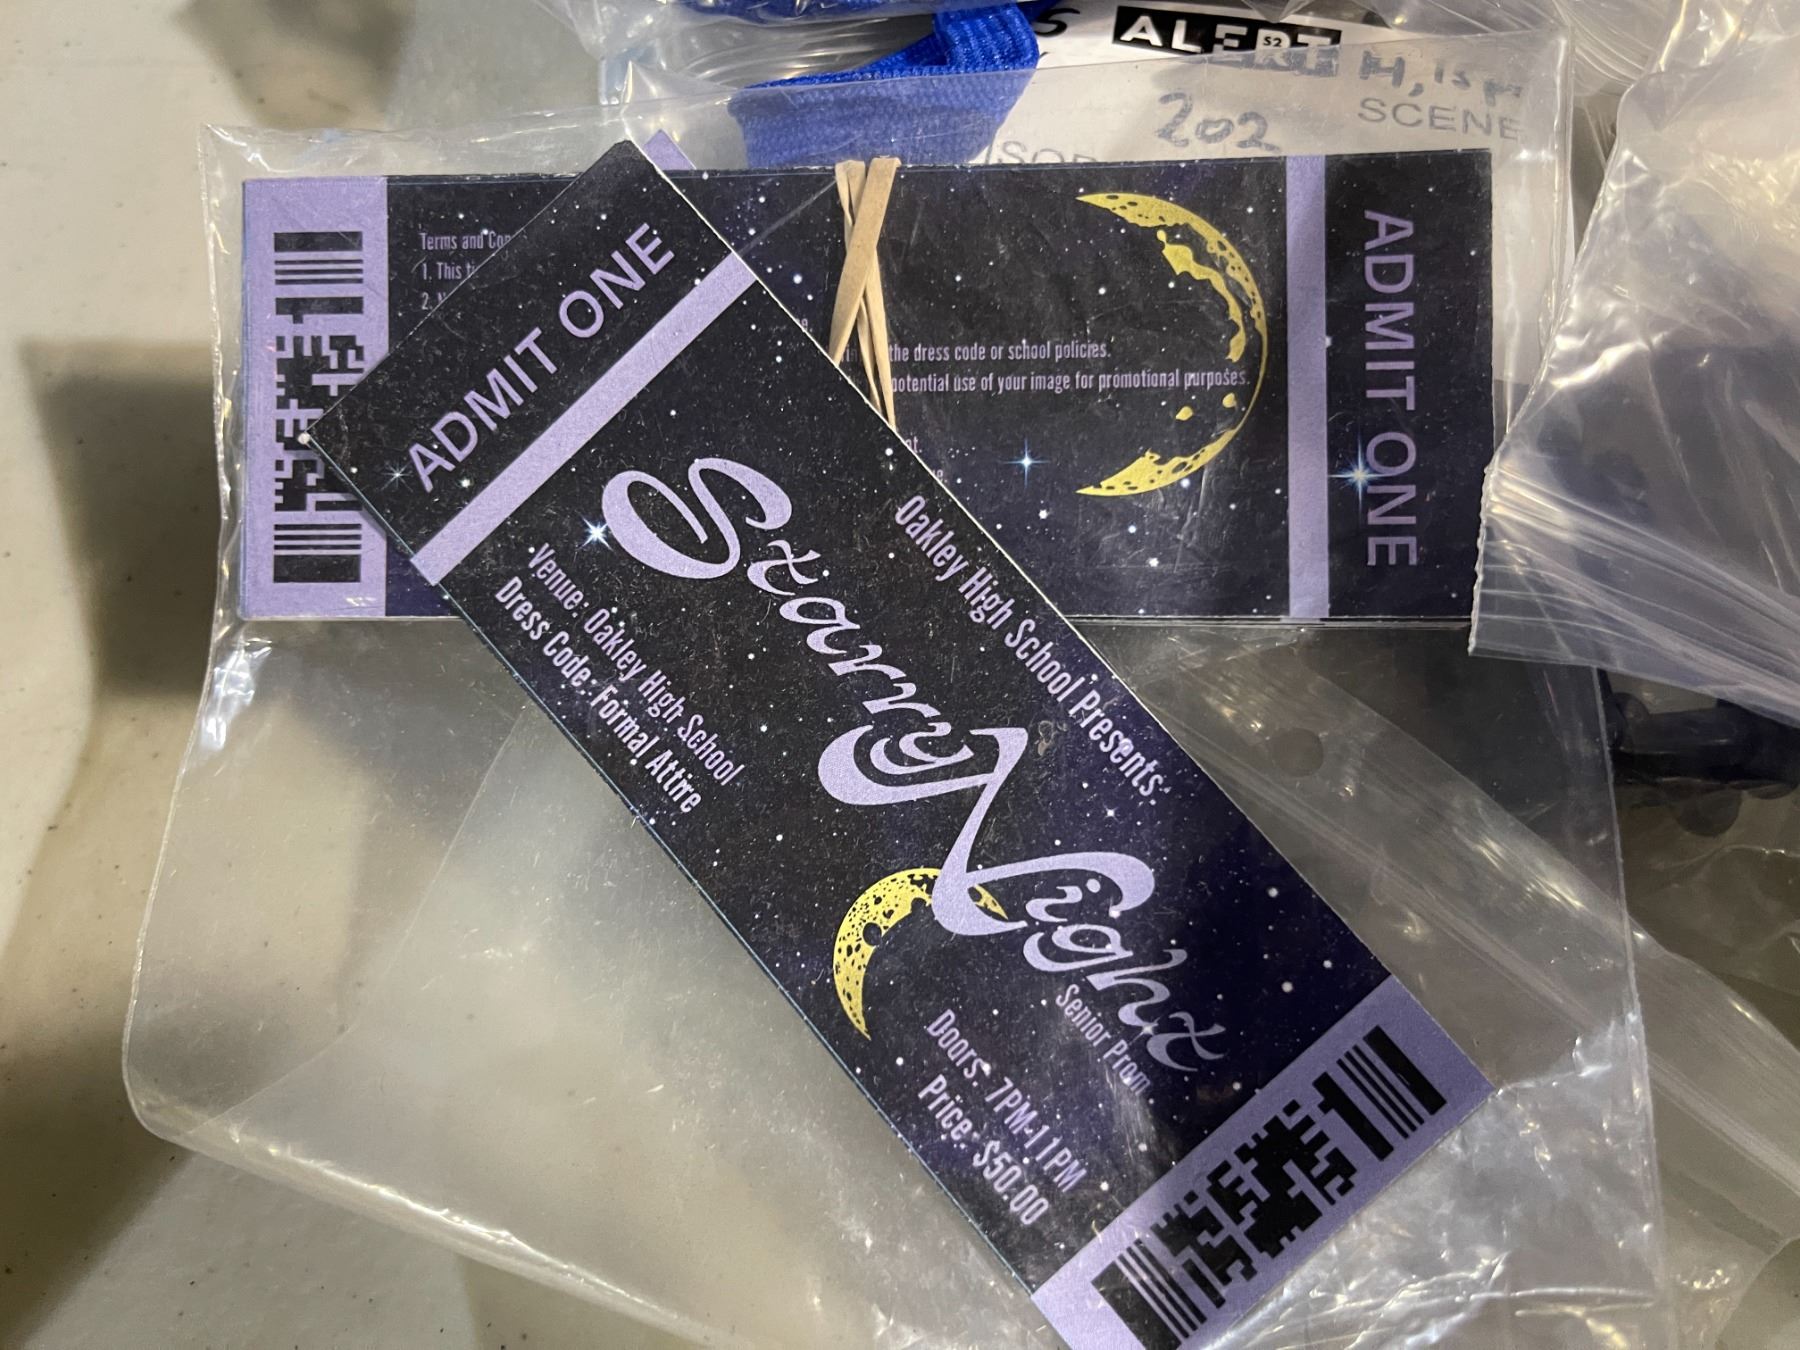 ALERT
S2
202
SCENE
Terms and
1. This
2.
the dress code or school policies.
potential use of your image for promotional purposes.
ADMIT ONE
ADMIT ONE
Oakley High School Presents:
Starry Night
Senior Prom
Venue: Oakley High School
Dress Code: Formal Attire
Doors: 7PM-11PM
Price: $50.00